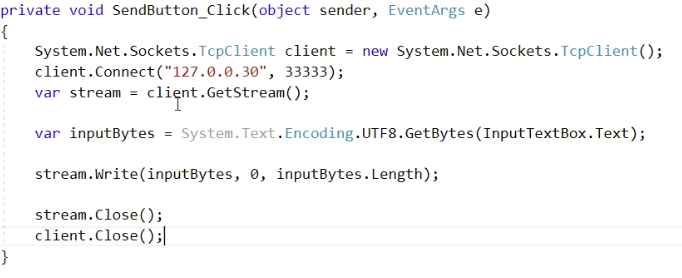 private void SendButton_Click(object sender, EventArgs e)
{
System.Net.Sockets.TcpClient client = new System.Net.Sockets.TcpClient();
client.Connect("127.0.0.30", 33333);
var stream = client.GetStream();
var inputBytes = System.Text.Encoding.UTF8.GetBytes(InputTextBox.Text);
stream.Write(inputBytes, 0, inputBytes.Length);
stream.Close();
client.Close();
}